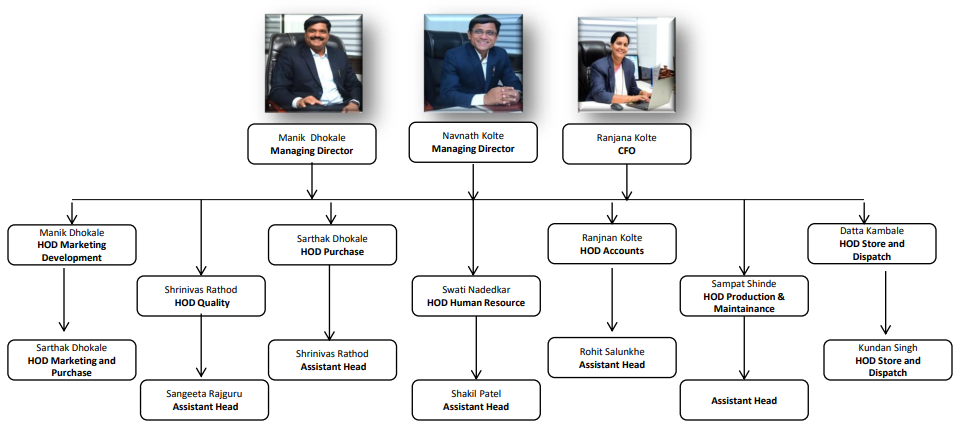 Manik Dhokale
Managing Director
Navnath Kolte
Managing Director
Ranjana Kolte
CFO
Manik Dhokale
HOD Marketing
Development
Sarthak Dhokale
HOD Purchase
Ranjnan Kolte
HOD Accounts
Datta Kambale
HOD Store and
Dispatch
Shrinivas Rathod
HOD Quality
Swati Nadedkar
HOD Human Resource
Sampat Shinde
HOD Production &
Maintainance
Sarthak Dhokale
HOD Marketing and
Purchase
Shrinivas Rathod
Assistant Head
Rohit Salunkhe
Assistant Head
Kundan Singh
HOD Store and
Dispatch
Sangeeta Rajguru
Assistant Head
Shakil Patel
Assistant Head
Assistant Head